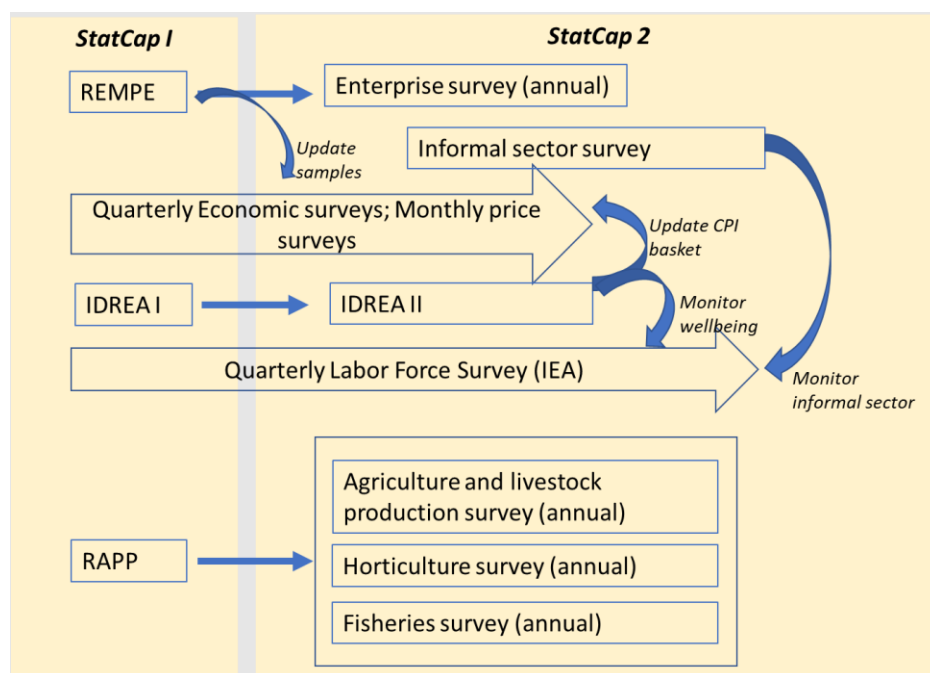 StatCap I
StatCap 2
REMPE
Enterprise survey (annual)
Update
samples
Informal sector survey
Quarterly Economic surveys; Monthly price
surveys
Update CPI
basket
IDREA I
IDREA II
Monitor
wellbeing
Quarterly Labor Force Survey (IEA)
Monitor
informal sector
RAPP
Agriculture and livestock
production survey (annual)
Horticulture survey (annual)
Fisheries survey (annual)